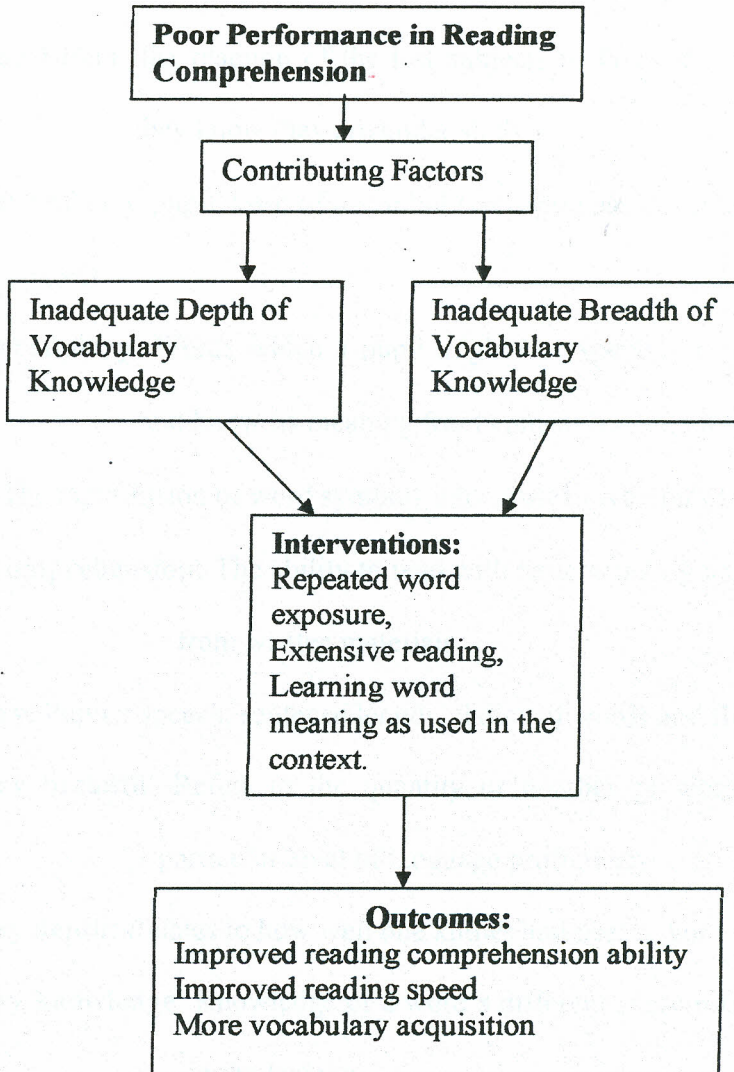 Poor Performance in Reading
Comprehension
Contributing Factors
Inadequate Depth of
Vocabulary
Knowledge
Inadequate Breadth of
Vocabulary
Knowledge
Interventions:
Repeated word
exposure,
Extensive reading,
Learning word
meaning as used in the
context.
Outcomes:
Improved reading comprehension ability
Improved reading speed
More vocabulary acquisition